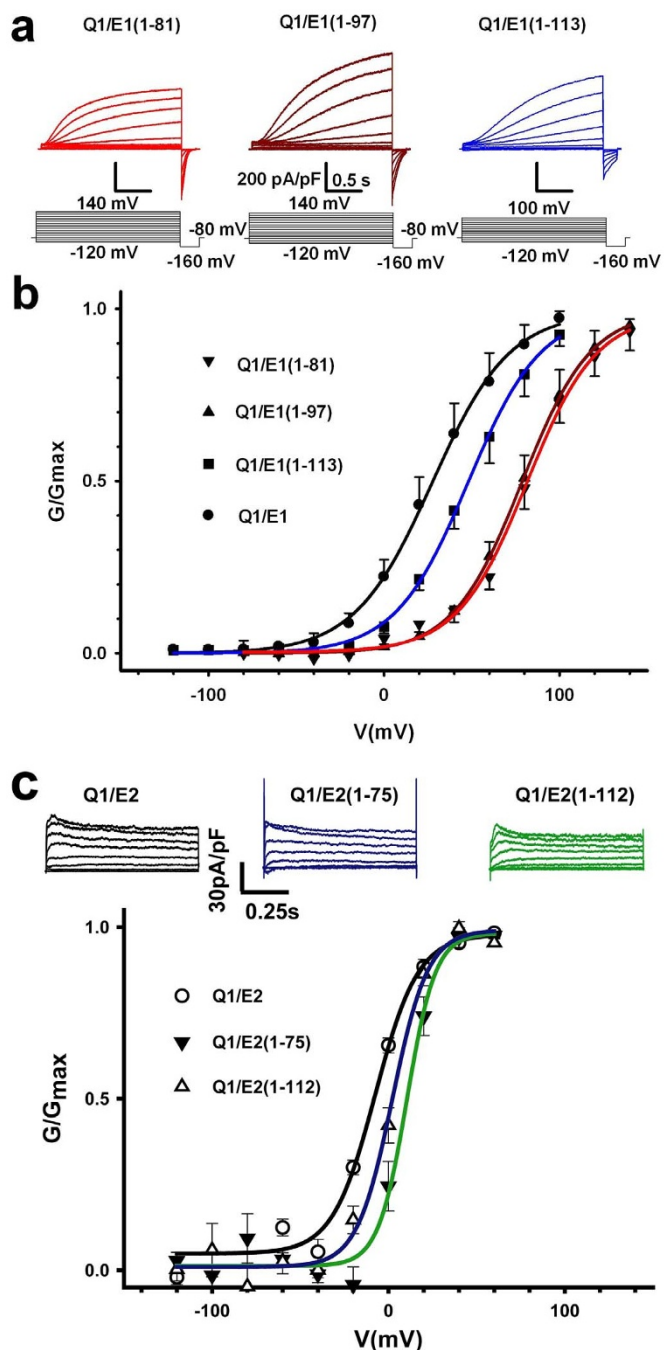 a
Q1/E1(1-81) Q1/E1(1-97) Q1/E1(1-113)
200 pA/pF 0.5 s
140 mV 140 mV 100 mV
-80 mV -80 mV -80 mV
-120 mV -120 mV -120 mV
-160 mV -160 mV -160 mV
b
1.0
Q1/E1(1-81)
Q1/E1(1-97)
G/Gmax
0.5
Q1/E1(1-113)
Q1/E1
0.0
-100 0 100
V(mV)
c
Q1/E2 Q1/E2(1-75) Q1/E2(1-112)
30pA/pF
0.25s
1.0
Q1/E2
Q1/E2(1-75)
G/Gmax
0.5
Q1/E2(1-112)
0.0
-100 0 100
V(mV)